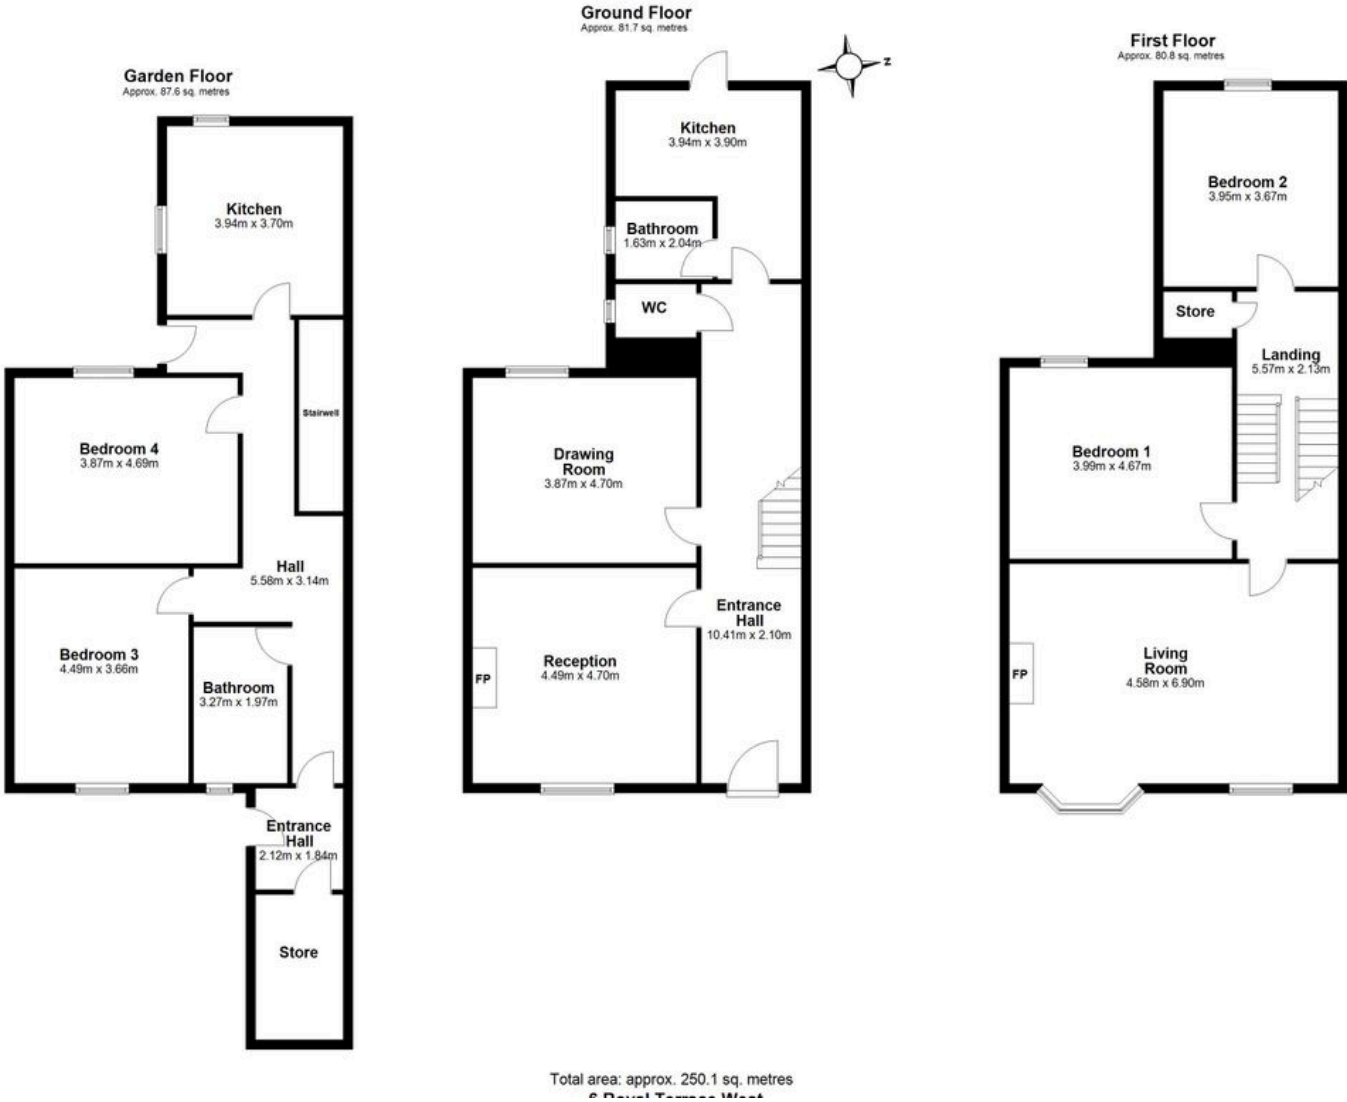 Garden Floor
Approx. 87.6 sq. metres
Kitchen
3.94m x 3.70m
Stairwell
Bedroom 4
3.87m x 4.69m
Hall
5.58m x 3.14m
Bedroom 3
4.49m x 3.66m
Bathroom
3.27m x 1.97m
Entrance
Hall
2.12m x 1.84m
Store
Ground Floor
Approx. 81.7 sq. metres
Z
Kitchen
3.94m x 3.90m
Bathroom
1.63m x 2.04m
WC
Drawing
Room
3.87m x 4.70m
Entrance
Hall
10.41m x 2.10m
Reception
4.49m x 4.70m
FP
First Floor
Approx. 80.8 sq. metres
Bedroom 2
3.95m x 3.67m
Store
Landing
5.57m x 2.13m
Bedroom 1
3.99m x 4.67m
Living
Room
4.58m x 6.90m
FP
Total area: approx. 250.1 sq. metres
6 Royal Terrace West